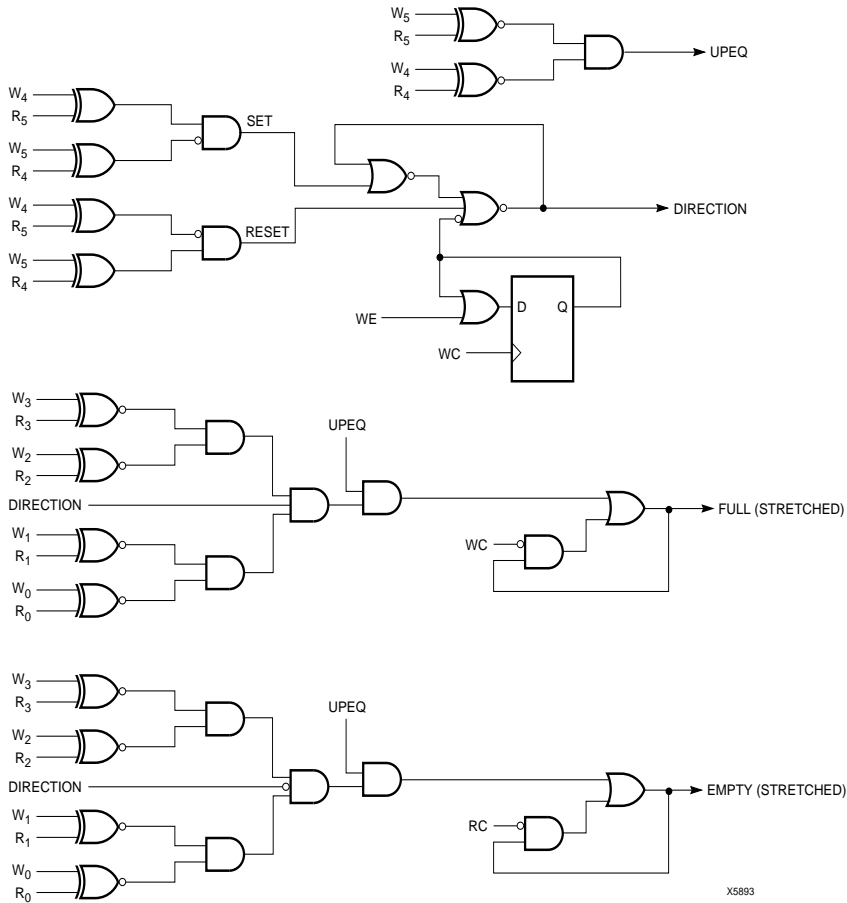 W5
R5
W4
R4
UPEQ
W4
R5
W5
R4
SET
W4
R5
W5
R4
RESET
DIRECTION
WE
D Q
WC
W3
R3
W2
R2
UPEQ
DIRECTION
W1
R1
W0
R0
WC
FULL (STRETCHED)
W3
R3
W2
R2
UPEQ
DIRECTION
W1
R1
W0
R0
RC
EMPTY (STRETCHED)
X5893